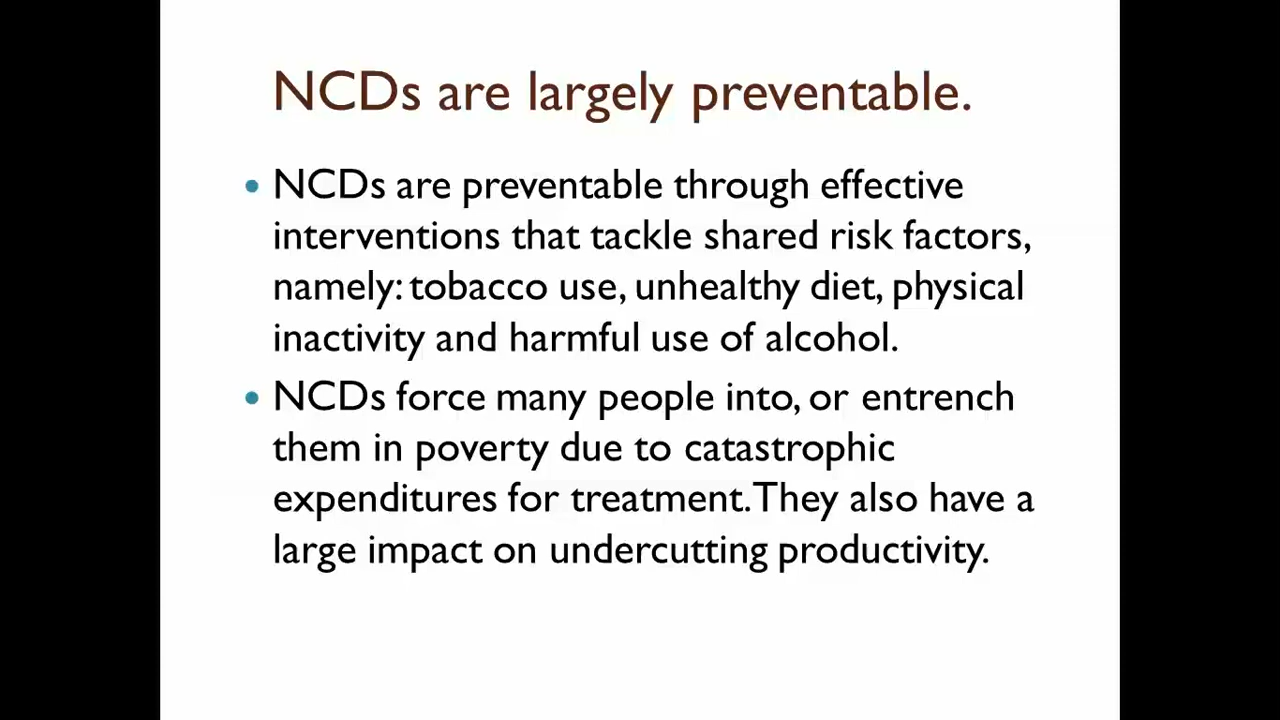 NCDs are largely preventable.
• NCDs are preventable through effective
interventions that tackle shared risk factors,
namely: tobacco use, unhealthy diet, physical
inactivity and harmful use of alcohol.
• NCDs force many people into, or entrench
them in poverty due to catastrophic
expenditures for treatment. They also have a
large impact on undercutting productivity.